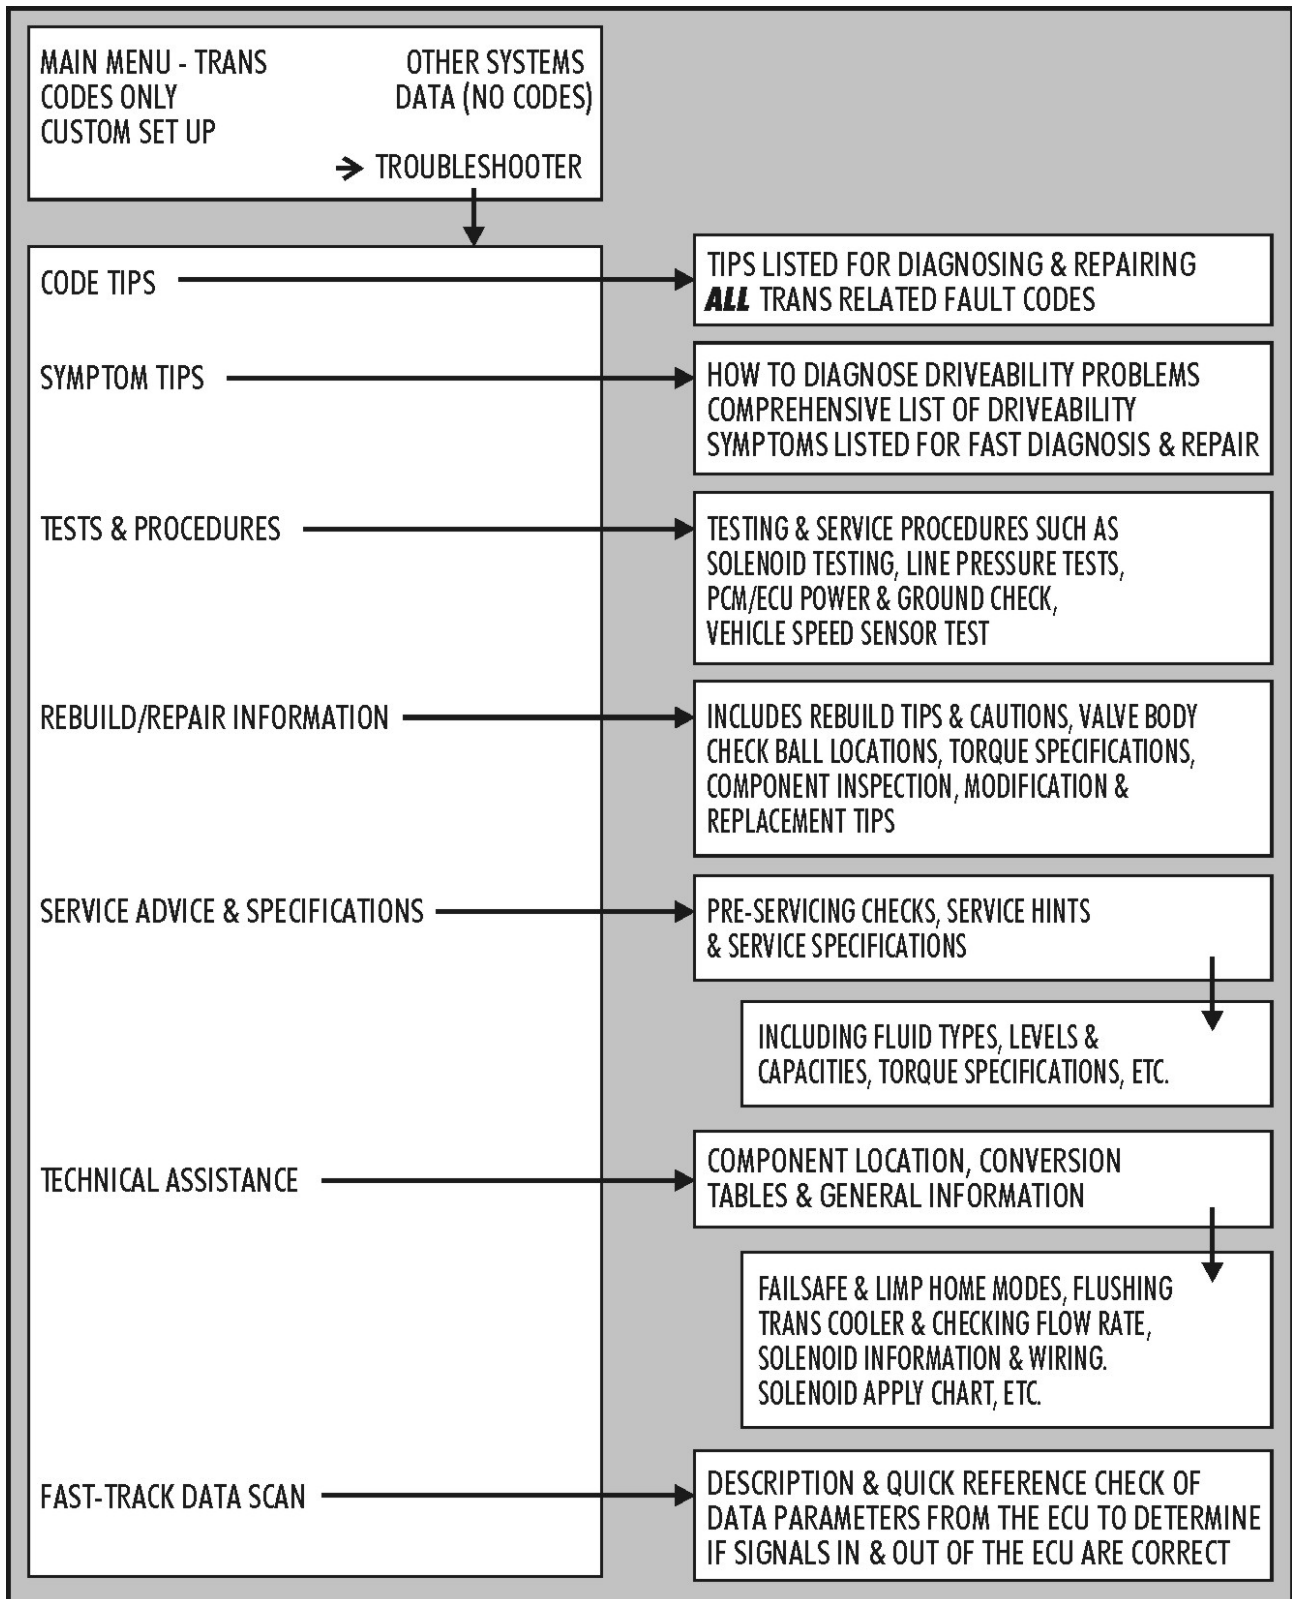 MAIN MENU - TRANS OTHER SYSTEMS
CODES ONLY DATA (NO CODES)
CUSTOM SET UP
→ TROUBLESHOOTER
CODE TIPS
TIPS LISTED FOR DIAGNOSING & REPAIRING
ALL TRANS RELATED FAULT CODES
SYMPTOM TIPS
HOW TO DIAGNOSE DRIVEABILITY PROBLEMS
COMPREHENSIVE LIST OF DRIVEABILITY
SYMPTOMS LISTED FOR FAST DIAGNOSIS & REPAIR
TESTS & PROCEDURES
TESTING & SERVICE PROCEDURES SUCH AS
SOLENOID TESTING, LINE PRESSURE TESTS,
PCM/ECU POWER & GROUND CHECK,
VEHICLE SPEED SENSOR TEST
REBUILD/REPAIR INFORMATION
INCLUDES REBUILD TIPS & CAUTIONS, VALVE BODY
CHECK BALL LOCATIONS, TORQUE SPECIFICATIONS,
COMPONENT INSPECTION, MODIFICATION &
REPLACEMENT TIPS
SERVICE ADVICE & SPECIFICATIONS
PRE-SERVICING CHECKS, SERVICE HINTS
& SERVICE SPECIFICATIONS
INCLUDING FLUID TYPES, LEVELS &
CAPACITIES, TORQUE SPECIFICATIONS, ETC.
TECHNICAL ASSISTANCE
COMPONENT LOCATION, CONVERSION
TABLES & GENERAL INFORMATION
FAILSAFE & LIMP HOME MODES, FLUSHING
TRANS COOLER & CHECKING FLOW RATE,
SOLENOID INFORMATION & WIRING.
SOLENOID APPLY CHART, ETC.
FAST-TRACK DATA SCAN
DESCRIPTION & QUICK REFERENCE CHECK OF
DATA PARAMETERS FROM THE ECU TO DETERMINE
IF SIGNALS IN & OUT OF THE ECU ARE CORRECT